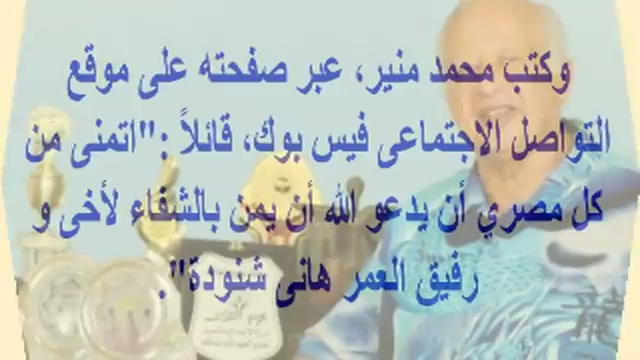 وكتب محمد منير، عبر صفحته على موقع
التواصل الاجتماعى فيس بوك، قائلاً :"اتمنى من
كل مصري أن يدعو الله أن يمن بالشفاء لأخى و
رفيق العمر هانى شنودة".